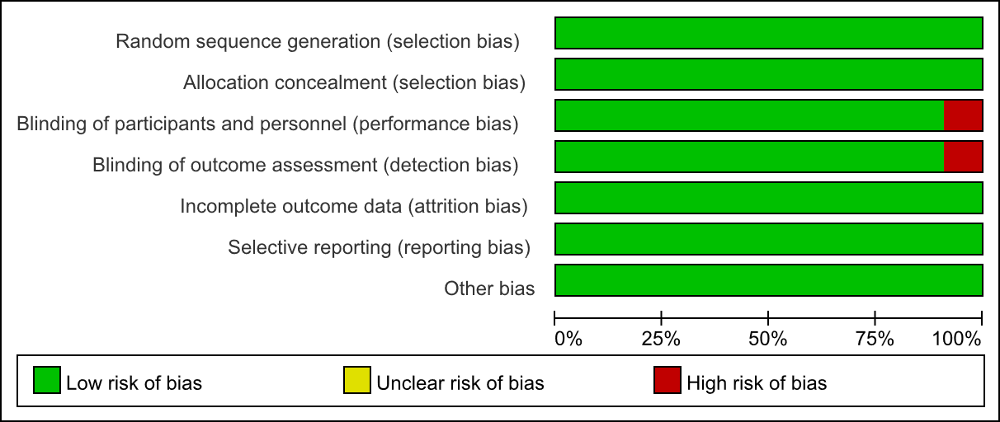 Random sequence generation (selection bias)
Allocation concealment (selection bias)
Blinding of participants and personnel (performance bias)
Blinding of outcome assessment (detection bias)
Incomplete outcome data (attrition bias)
Selective reporting (reporting bias)
Other bias
0% 25% 50% 75% 100%
Low risk of bias Unclear risk of bias High risk of bias